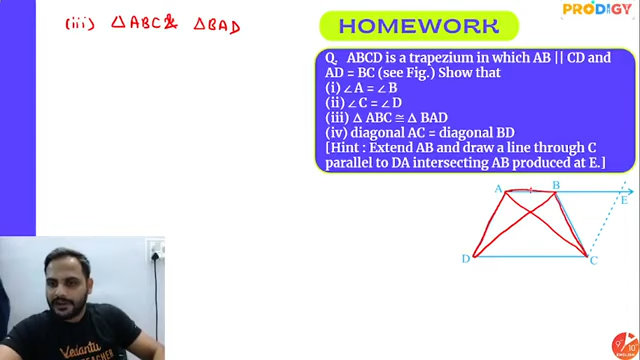 (iii) △ ABC & △ BAD
PRODIGY
HOMEWORK
Q. ABCD is a trapezium in which AB || CD and
AD = BC (see Fig.) Show that
(i) ∠A = ∠B
(ii) ∠C = ∠D
(iii) Δ ABC ≅ Δ BAD
(iv) diagonal AC = diagonal BD
[Hint : Extend AB and draw a line through C
parallel to DA intersecting AB produced at E.]
A B
E
D C
Vedantu
9 10